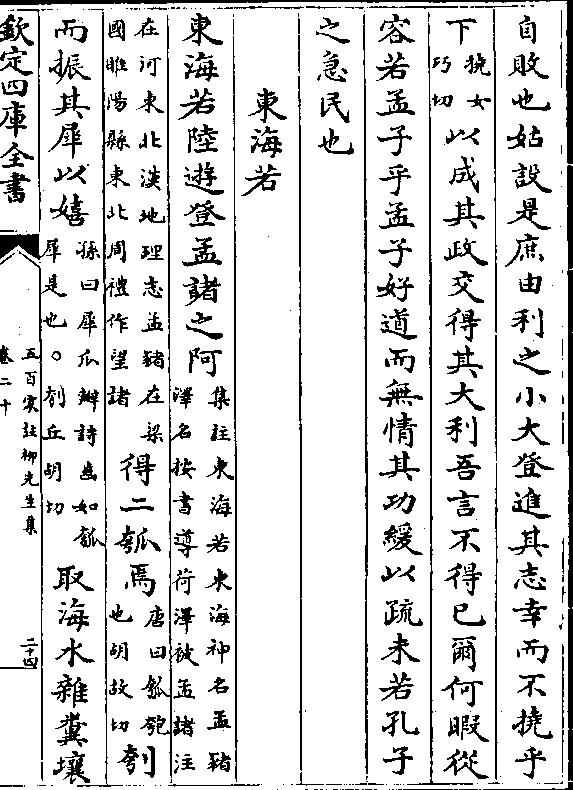 自敗也姑設是庶由利之小大登進其志幸而不撓乎
下撓女巧切以成其政交得其大利吾言不得已爾何暇從
容若孟子乎孟子好道而無情其功緩以疏未若孔子
之急民也
東海若
東海若陸遊登孟諸之阿集註東海若東海神名孟豬澤名按書導荷澤被孟諸注
在河東北漢地理志孟豬在梁國睢陽縣東北周禮作望諸得二瓠焉唐曰瓠匏也胡故切刳
而振其犀以嬉孫曰犀瓜瓣詩齒如瓠犀是也○刳丘胡切取海水雜糞壤
欽定四庫全書
五百家註柳先生集
卷二十
二十四